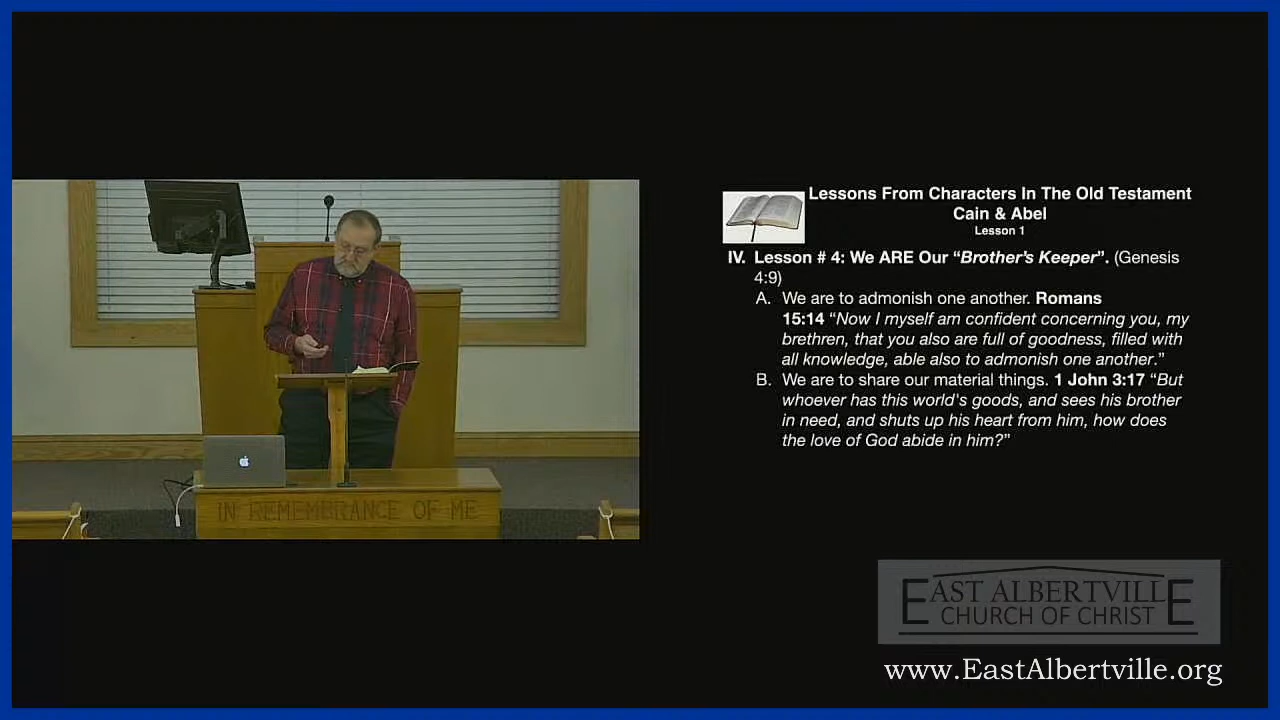 IN REMEMBRANCE OF ME
Lessons From Characters In The Old Testament
Cain & Abel
Lesson 1
IV. Lesson # 4: We ARE Our “Brother’s Keeper”. (Genesis
4:9)
A. We are to admonish one another. Romans
15:14 “Now I myself am confident concerning you, my
brethren, that you also are full of goodness, filled with
all knowledge, able also to admonish one another.”
B. We are to share our material things. 1 John 3:17 “But
whoever has this world's goods, and sees his brother
in need, and shuts up his heart from him, how does
the love of God abide in him?”
EAST ALBERTVILLE
CHURCH OF CHRIST
www.EastAlbertville.org